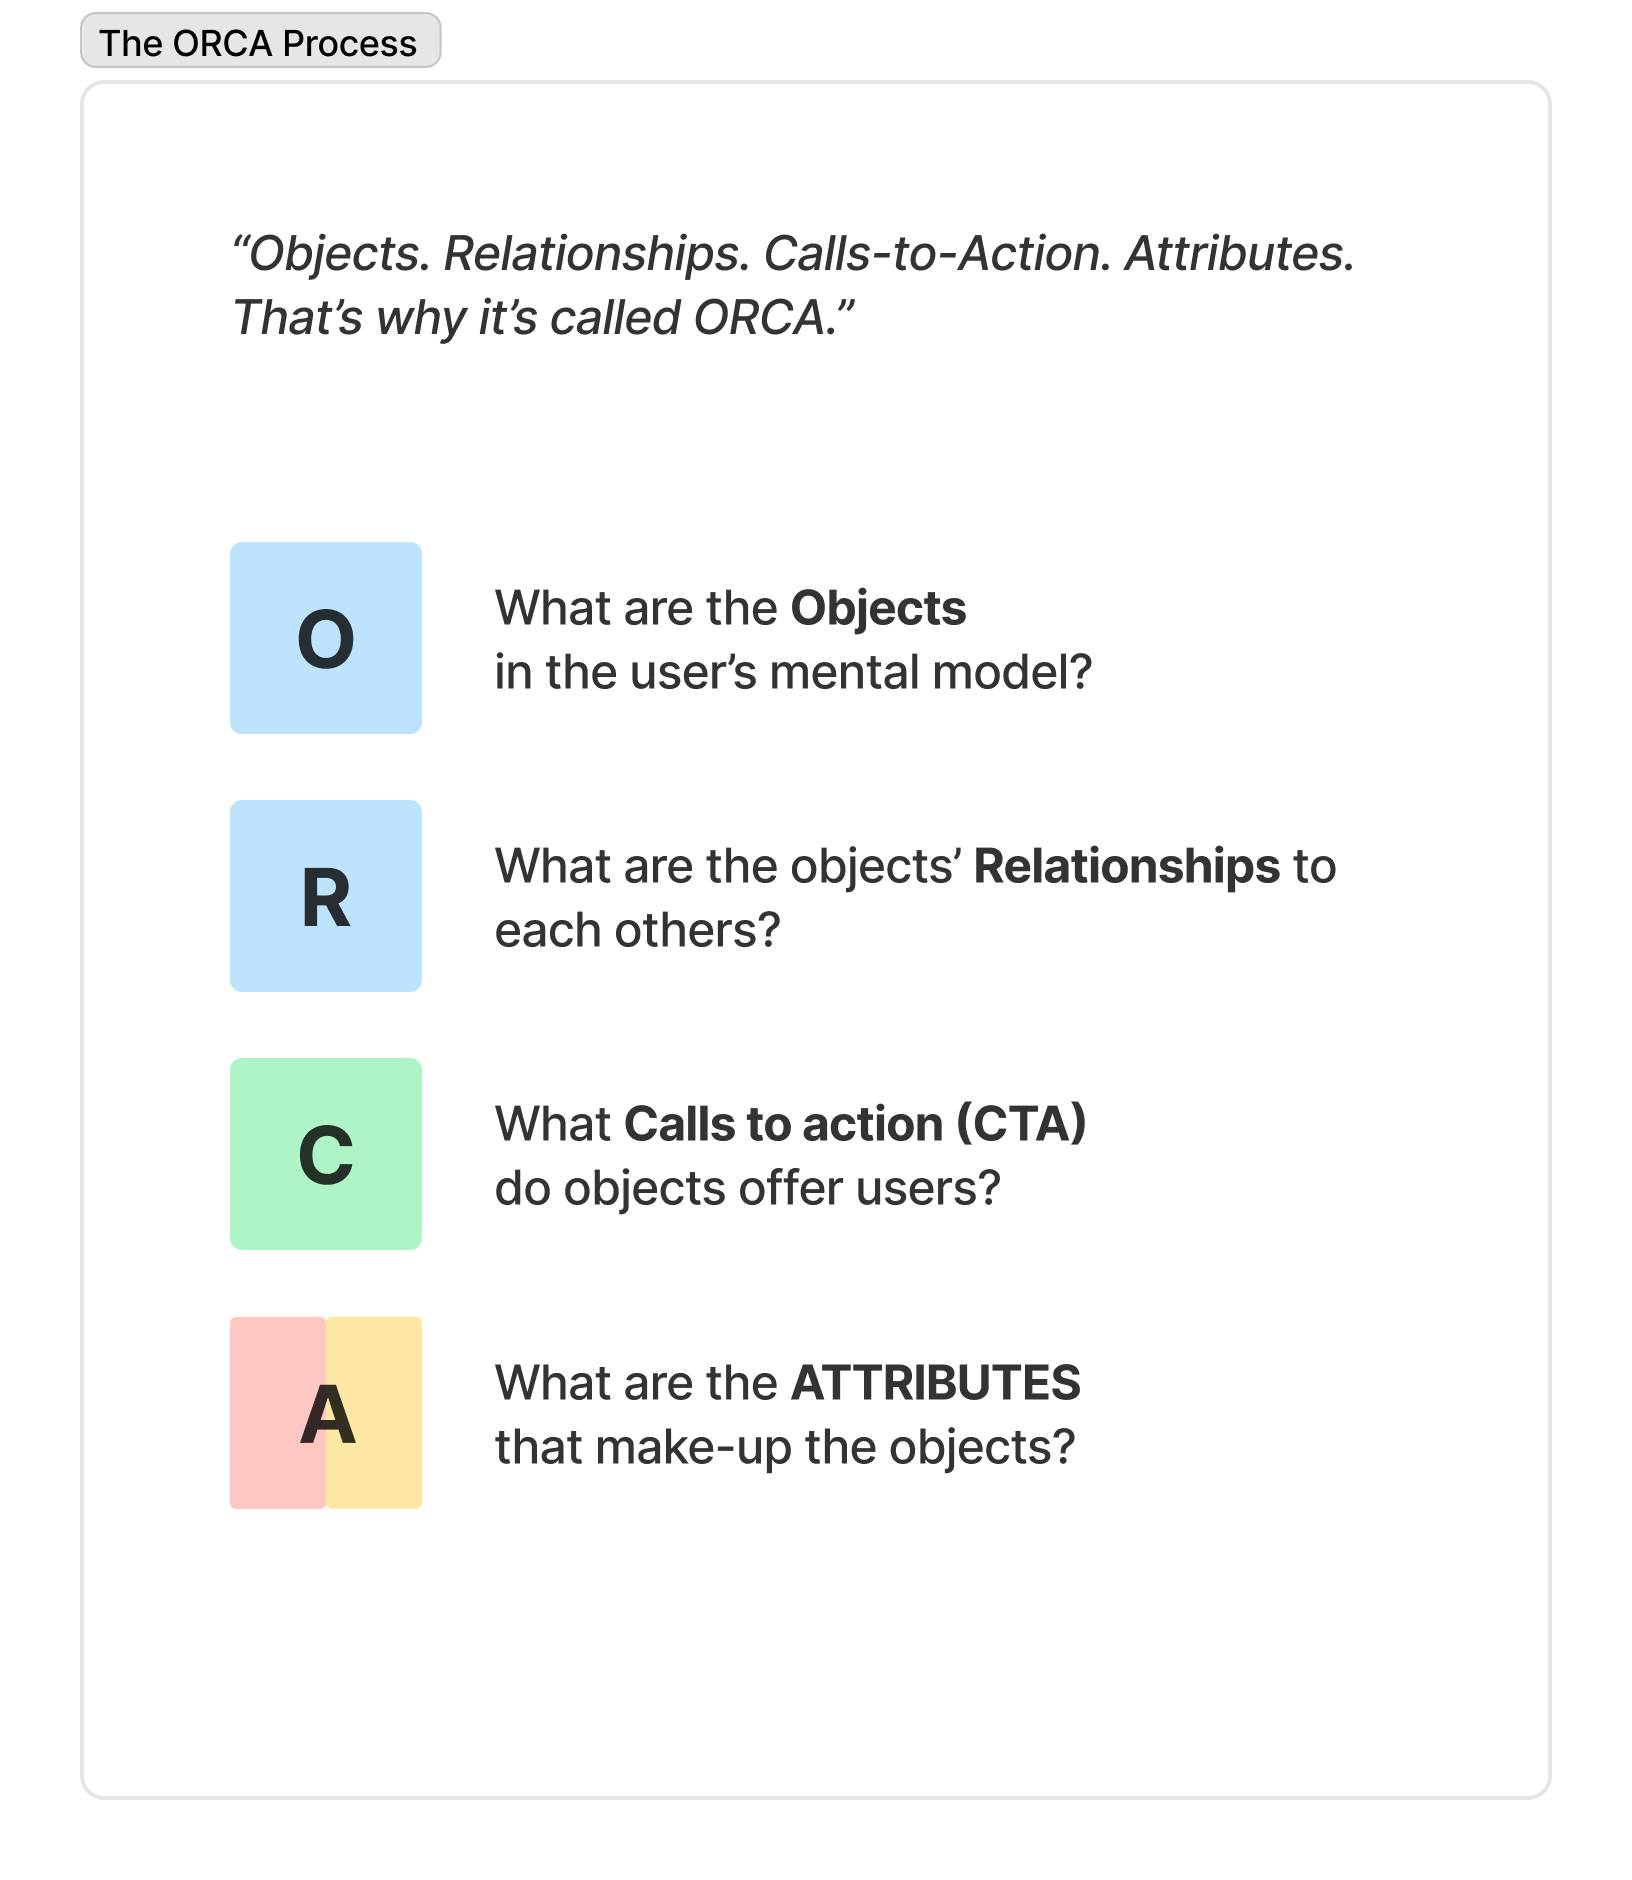 The ORCA Process
“Objects. Relationships. Calls-to-Action. Attributes.
That’s why it’s called ORCA.”
O
What are the Objects
in the user’s mental model?
R
What are the objects’ Relationships to
each others?
C
What Calls to action (CTA)
do objects offer users?
A
What are the ATTRIBUTES
that make-up the objects?